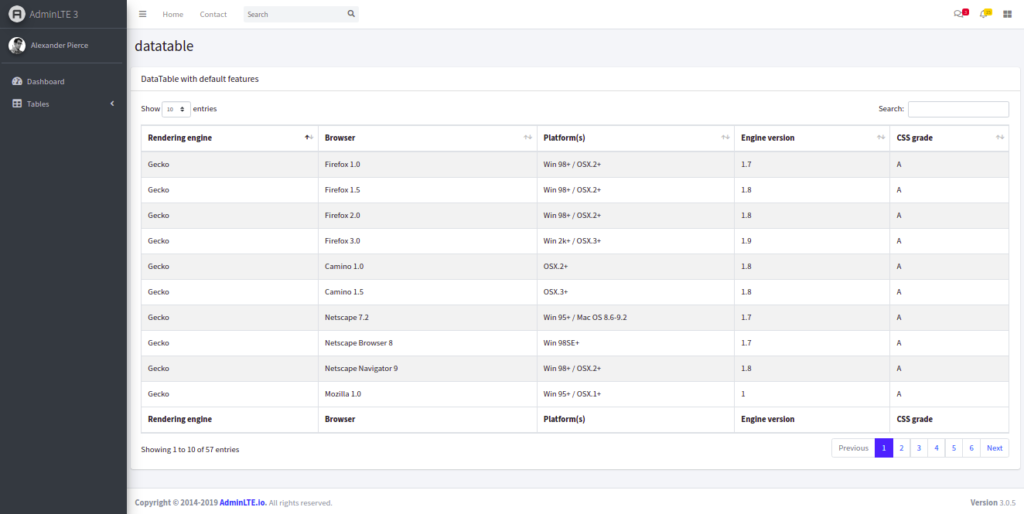 AdminLTE 3
Home Contact Search
Alexander Pierce
datatable
Dashboard
Tables
DataTable with default features
Show 10 entries Search:
Rendering engine Browser Platform(s) Engine version CSS grade
Gecko Firefox 1.0 Win 98+ / OSX.2+ 1.7 A
Gecko Firefox 1.5 Win 98+ / OSX.2+ 1.8 A
Gecko Firefox 2.0 Win 98+ / OSX.2+ 1.8 A
Gecko Firefox 3.0 Win 2k+ / OSX.3+ 1.9 A
Gecko Camino 1.0 OSX.2+ 1.8 A
Gecko Camino 1.5 OSX.3+ 1.8 A
Gecko Netscape 7.2 Win 95+ / Mac OS 8.6-9.2 1.7 A
Gecko Netscape Browser 8 Win 98SE+ 1.7 A
Gecko Netscape Navigator 9 Win 98+ / OSX.2+ 1.8 A
Gecko Mozilla 1.0 Win 95+ / OSX.1+ 1 A
Rendering engine Browser Platform(s) Engine version CSS grade
Showing 1 to 10 of 57 entries Previous 1 2 3 4 5 6 Next
Copyright © 2014-2019 AdminLTE.io. All rights reserved. Version 3.0.5